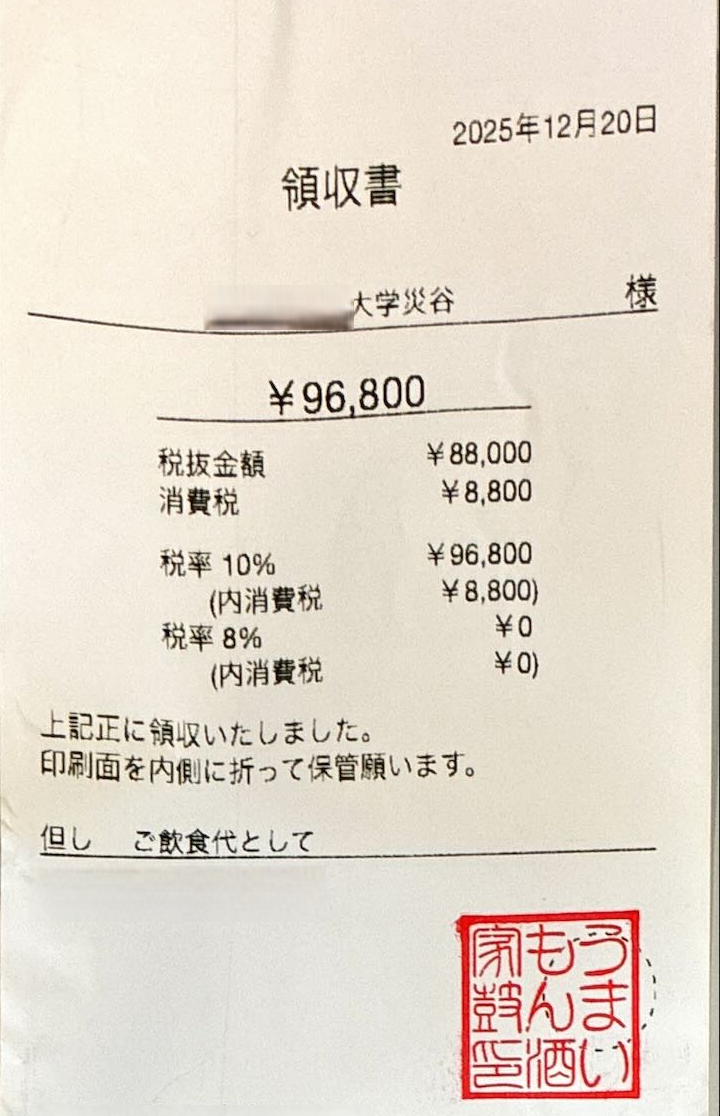 2025年12月20日
領収書
大学災谷 様
¥96,800
税抜金額 ¥88,000
消費税 ¥8,800
税率 10% ¥96,800
(内消費税 ¥8,800)
税率 8% ¥0
(内消費税 ¥0)
上記正に領収いたしました。
印刷面を内側に折って保管願います。
但し ご飲食代として
うまい
もん酒
家鼓印